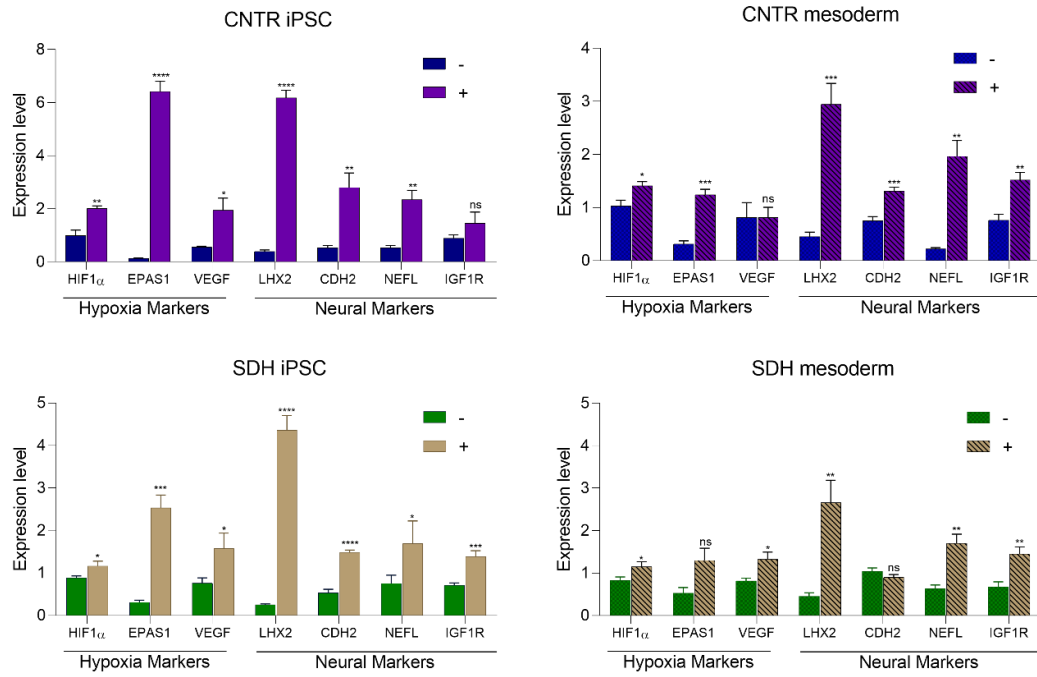 CNTR iPSC
Expression level
8
6
4
2
0
-
+
**
****
*
****
**
**
ns
HIF1α EPAS1 VEGF LHX2 CDH2 NEFL IGF1R
Hypoxia Markers Neural Markers
CNTR mesoderm
Expression level
4
3
2
1
0
-
+
*
***
ns
***
***
**
**
HIF1α EPAS1 VEGF LHX2 CDH2 NEFL IGF1R
Hypoxia Markers Neural Markers
SDH iPSC
Expression level
5
4
3
2
1
0
-
+
*
***
*
****
****
*
***
HIF1α EPAS1 VEGF LHX2 CDH2 NEFL IGF1R
Hypoxia Markers Neural Markers
SDH mesoderm
Expression level
5
4
3
2
1
0
-
+
*
ns
*
**
ns
**
**
HIF1α EPAS1 VEGF LHX2 CDH2 NEFL IGF1R
Hypoxia Markers Neural Markers